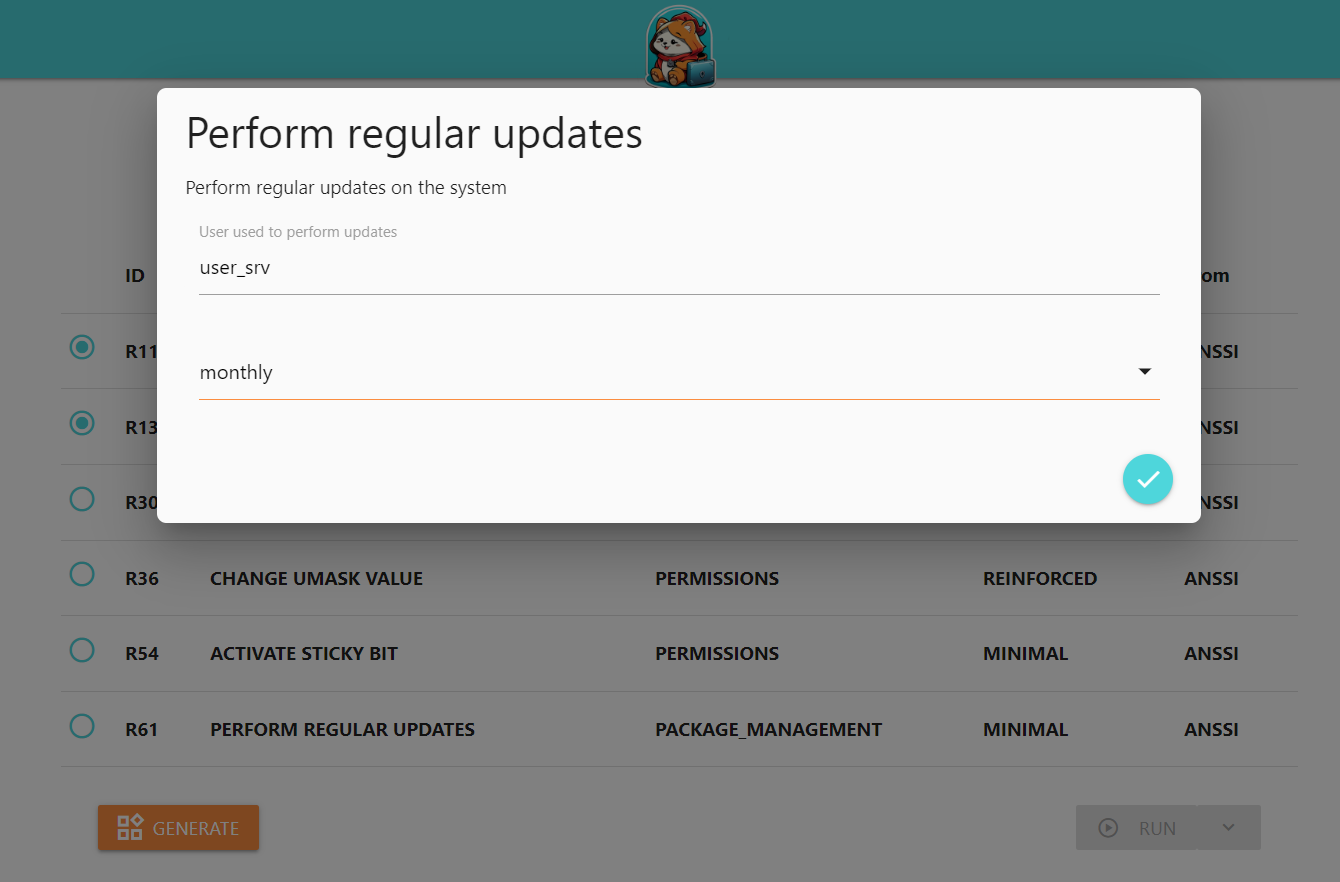 Perform regular updates
Perform regular updates on the system
User used to perform updates
user_srv
monthly
ID
R11 NSSI
R13 NSSI
R30 NSSI
R36 CHANGE UMASK VALUE PERMISSIONS REINFORCED ANSSI
R54 ACTIVATE STICKY BIT PERMISSIONS MINIMAL ANSSI
R61 PERFORM REGULAR UPDATES PACKAGE_MANAGEMENT MINIMAL ANSSI
GENERATE RUN